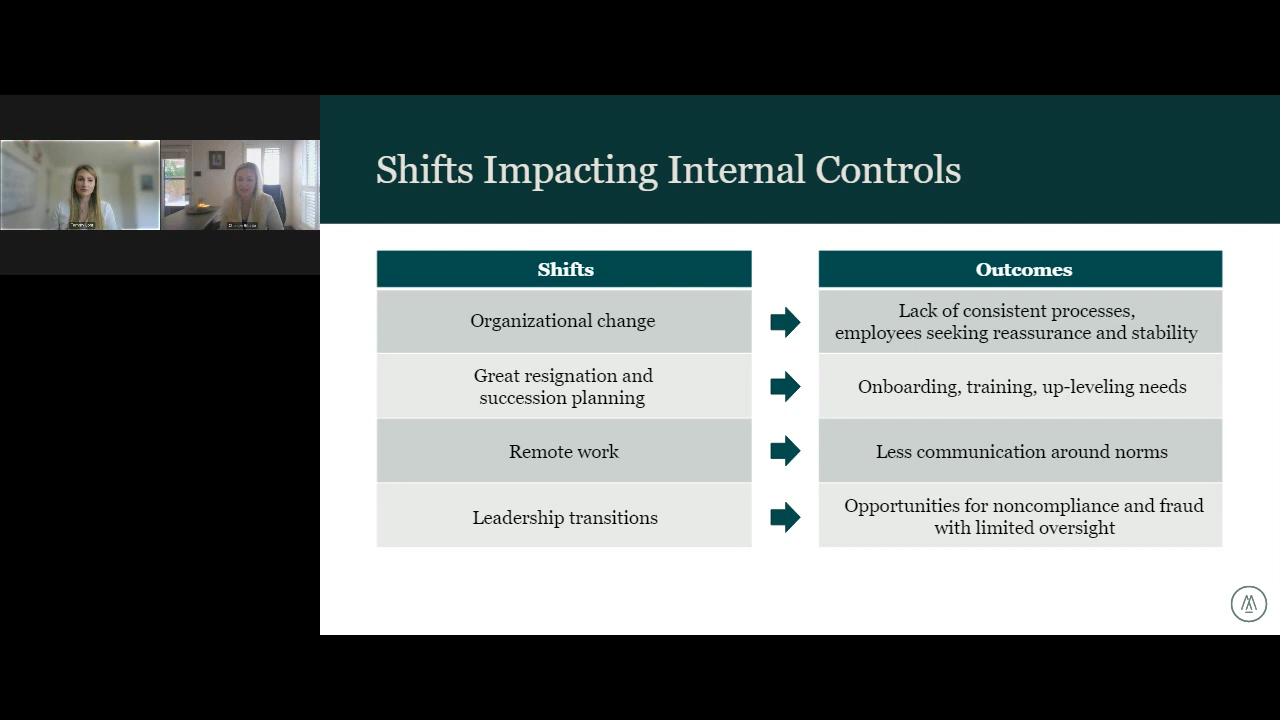 Shifts Impacting Internal Controls
Shifts
Outcomes
Organizational change
Lack of consistent processes,
employees seeking reassurance and stability
Great resignation and
succession planning
Onboarding, training, up-leveling needs
Remote work
Less communication around norms
Leadership transitions
Opportunities for noncompliance and fraud
with limited oversight